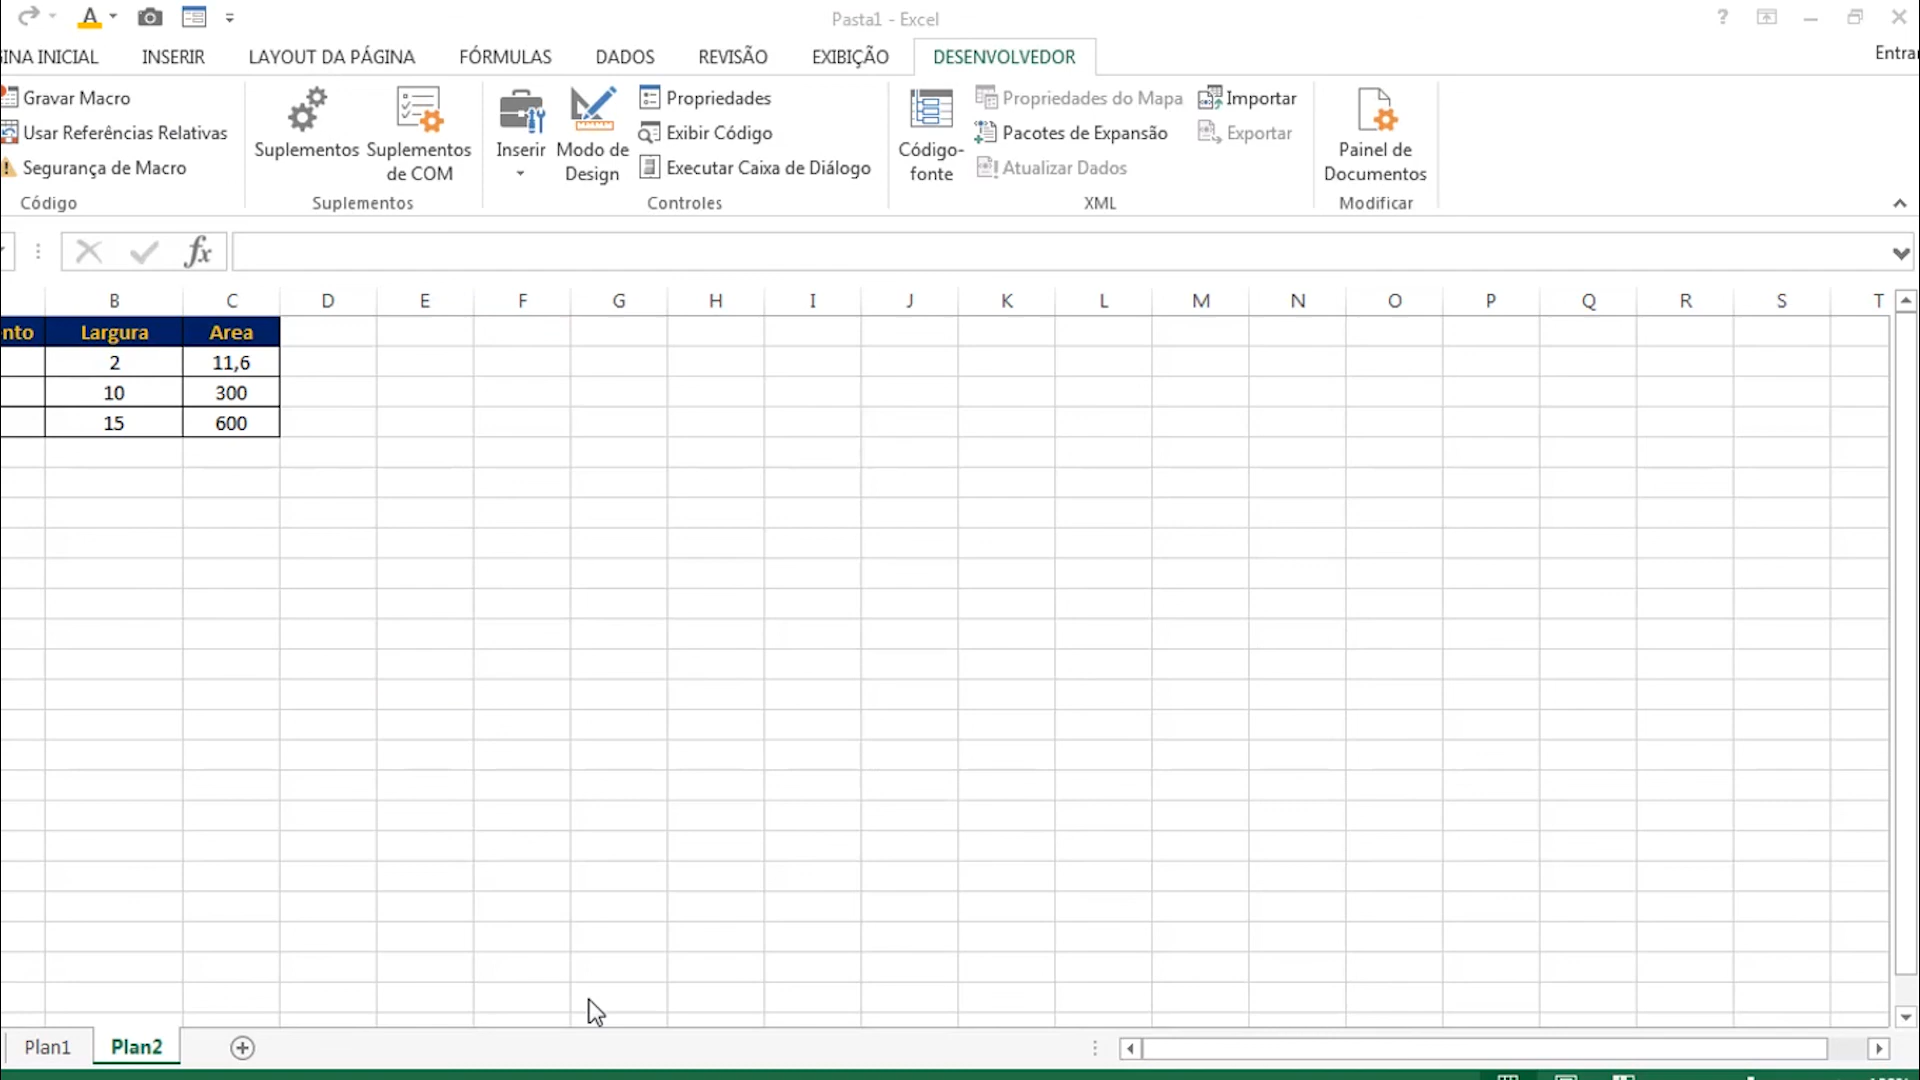 Pasta1 - Excel
?
INA INICIAL INSERIR LAYOUT DA PÁGINA FÓRMULAS DADOS REVISÃO EXIBIÇÃO DESENVOLVEDOR Entrar
Gravar Macro
Usar Referências Relativas
Segurança de Macro
Código
Suplementos
Suplementos
de COM
Suplementos
Inserir
Modo de
Design
Propriedades
Exibir Código
Executar Caixa de Diálogo
Controles
Código-
fonte
Propriedades do Mapa
Pacotes de Expansão
Atualizar Dados
Importar
Exportar
XML
Painel de
Documentos
Modificar
fx
B C D E F G H I J K L M N O P Q R S T
nto Largura Area
2 11,6
10 300
15 600
Plan1 Plan2